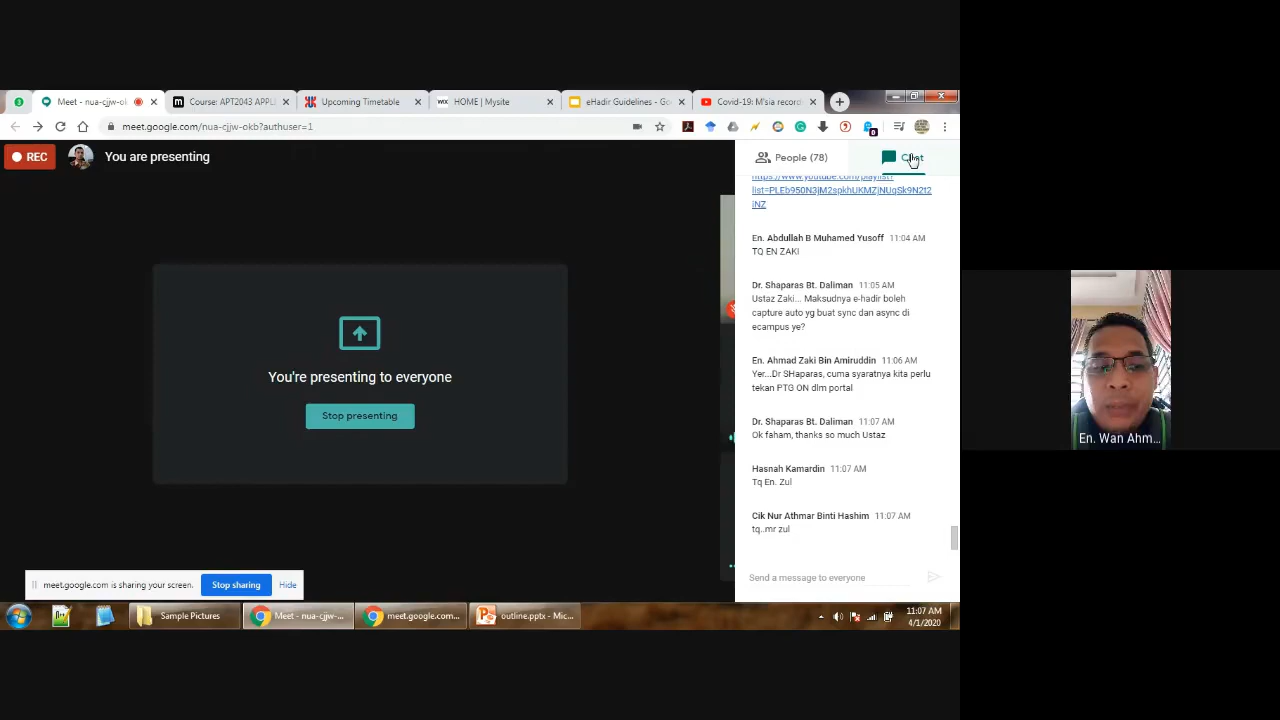 Meet - nua-cjjw-ok
Course: APT2043 APPLI
Upcoming Timetable
HOME | Mysite
eHadir Guidelines - Go
Covid-19: M'sia record
meet.google.com/nua-cjjw-okb?authuser=1
REC
You are presenting
People (78)
Chat
https://www.youtube.com/playlist?
En. Abdullah B Muhamed Yusoff 11:04 AM
TQ EN ZAKI
Dr. Shaparas Bt. Daliman 11:05 AM
Ustaz Zaki... Maksudnya e-hadir boleh
capture auto yg buat sync dan async di
ecampus ye?
En. Ahmad Zaki Bin Amiruddin 11:06 AM
Yer...Dr SHaparas, cuma syaratnya kita perlu
tekan PTG ON dlm portal
Dr. Shaparas Bt. Daliman 11:07 AM
Ok faham, thanks so much Ustaz
Hasnah Kamardin 11:07 AM
Tq En. Zul
Cik Nur Athmar Binti Hashim 11:07 AM
tq..mr zul
Send a message to everyone
You're presenting to everyone
Stop presenting
En. Wan Ahm...
meet.google.com is sharing your screen.
Stop sharing
Hide
Sample Pictures
Meet - nua-cjjw-...
meet.google.com...
outline.pptx - Mic...
11:07 AM
4/1/2020